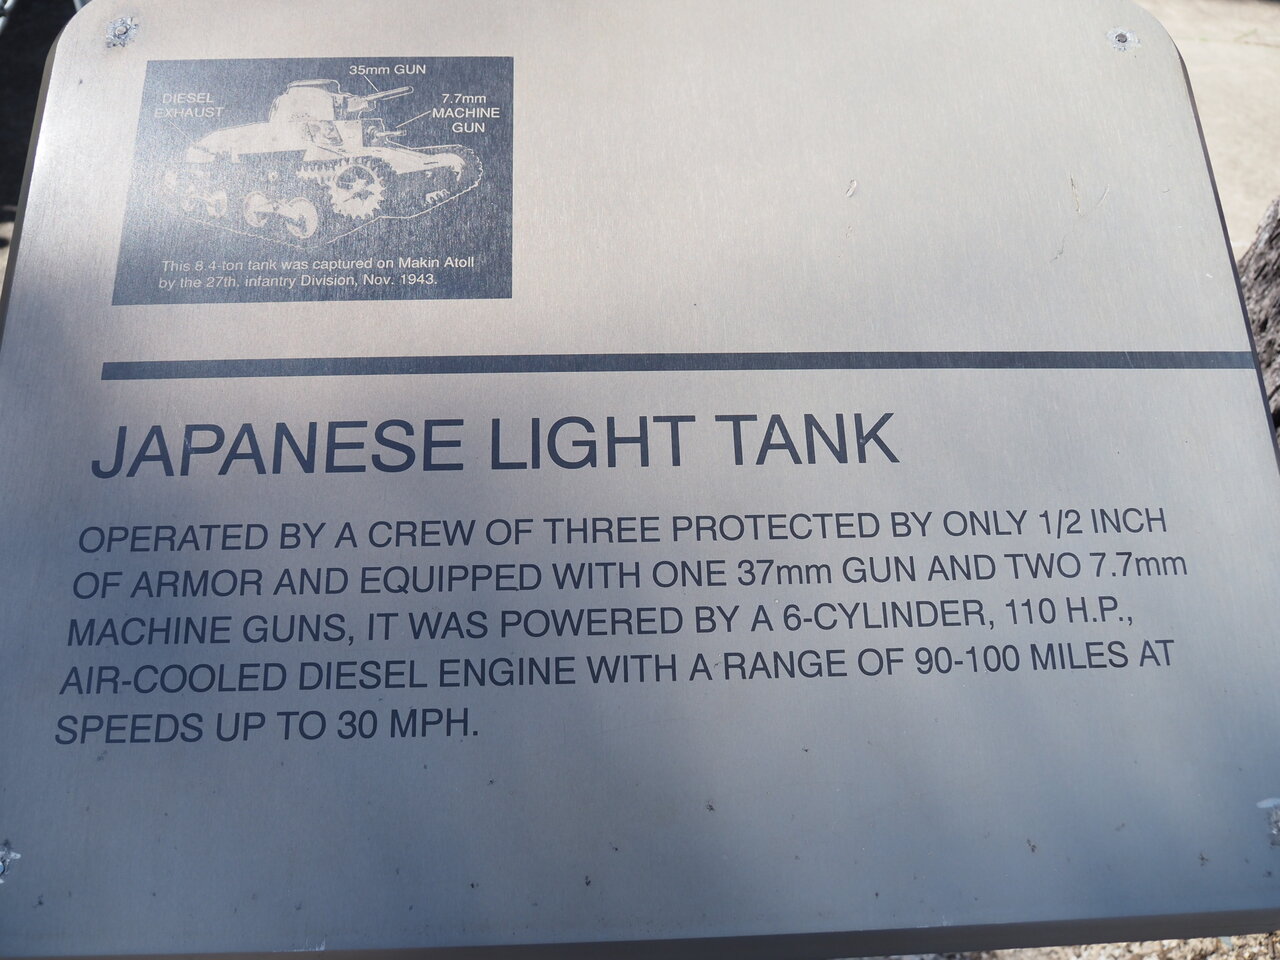 35mm GUN
DIESEL
EXHAUST
7.7mm
MACHINE
GUN
This 8.4-ton tank was captured on Makin Atoll
by the 27th. infantry Division, Nov. 1943.
JAPANESE LIGHT TANK
OPERATED BY A CREW OF THREE PROTECTED BY ONLY 1/2 INCH
OF ARMOR AND EQUIPPED WITH ONE 37mm GUN AND TWO 7.7mm
MACHINE GUNS, IT WAS POWERED BY A 6-CYLINDER, 110 H.P.,
AIR-COOLED DIESEL ENGINE WITH A RANGE OF 90-100 MILES AT
SPEEDS UP TO 30 MPH.